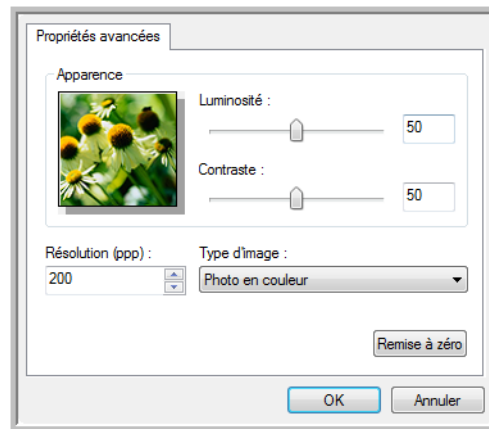 Propriétés avancées
Apparence
Luminosité :
50
Contraste :
50
Résolution (ppp) :
Type d'image :
200
Photo en couleur
Remise à zéro
OK
Annuler